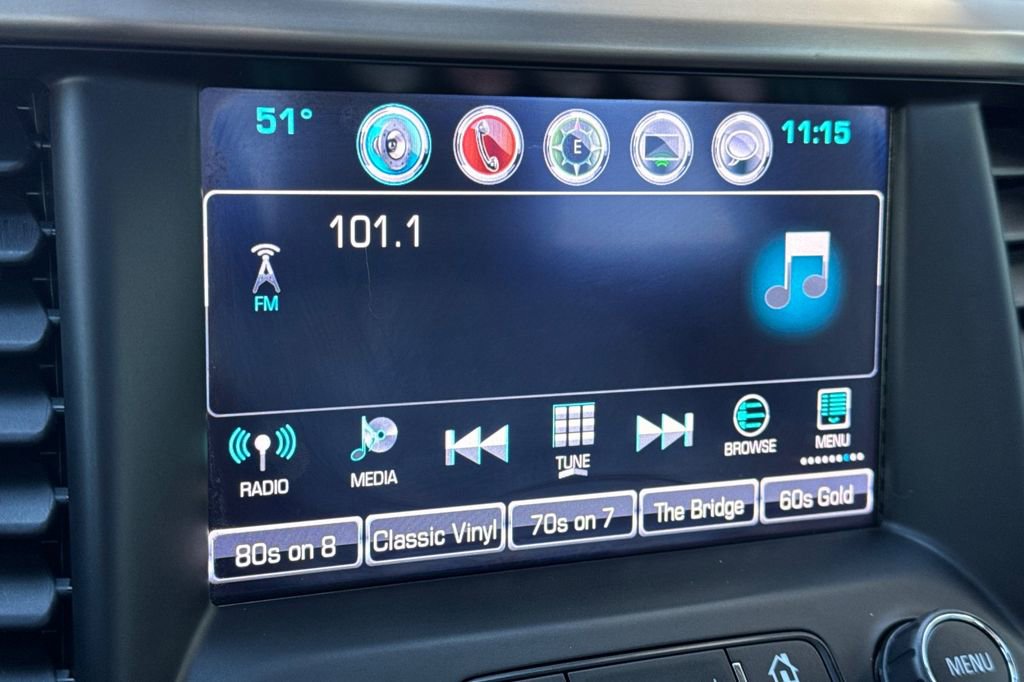 51°
E
11:15
101.1
FM
RADIO
MEDIA
TUNE
BROWSE
MENU
80s on 8
Classic Vinyl
70s on 7
The Bridge
60s Gold
MENU